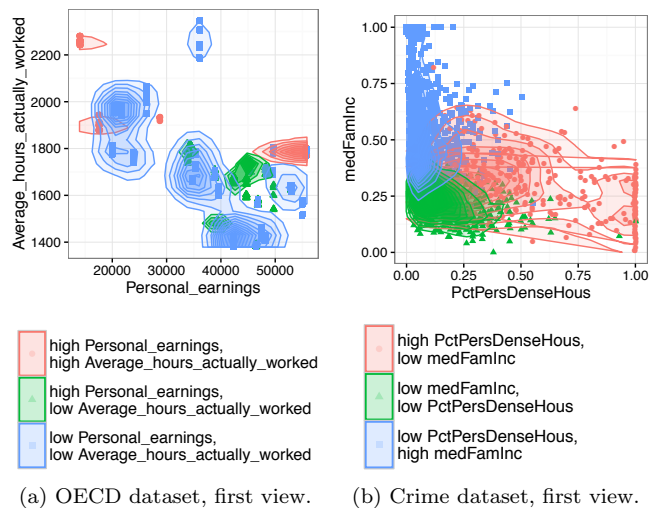 2200
2000
1800
1600
1400
Average_hours_actually_worked
20000 30000 40000 50000
Personal_earnings
high Personal_earnings,
high Average_hours_actually_worked
high Personal_earnings,
low Average_hours_actually_worked
low Personal_earnings,
low Average_hours_actually_worked
(a) OECD dataset, first view.
1.00
0.75
0.50
0.25
0.00
medFamInc
0.00 0.25 0.50 0.75 1.00
PctPersDenseHous
high PctPersDenseHous,
low medFamInc
low medFamInc,
low PctPersDenseHous
low PctPersDenseHous,
high medFamInc
(b) Crime dataset, first view.